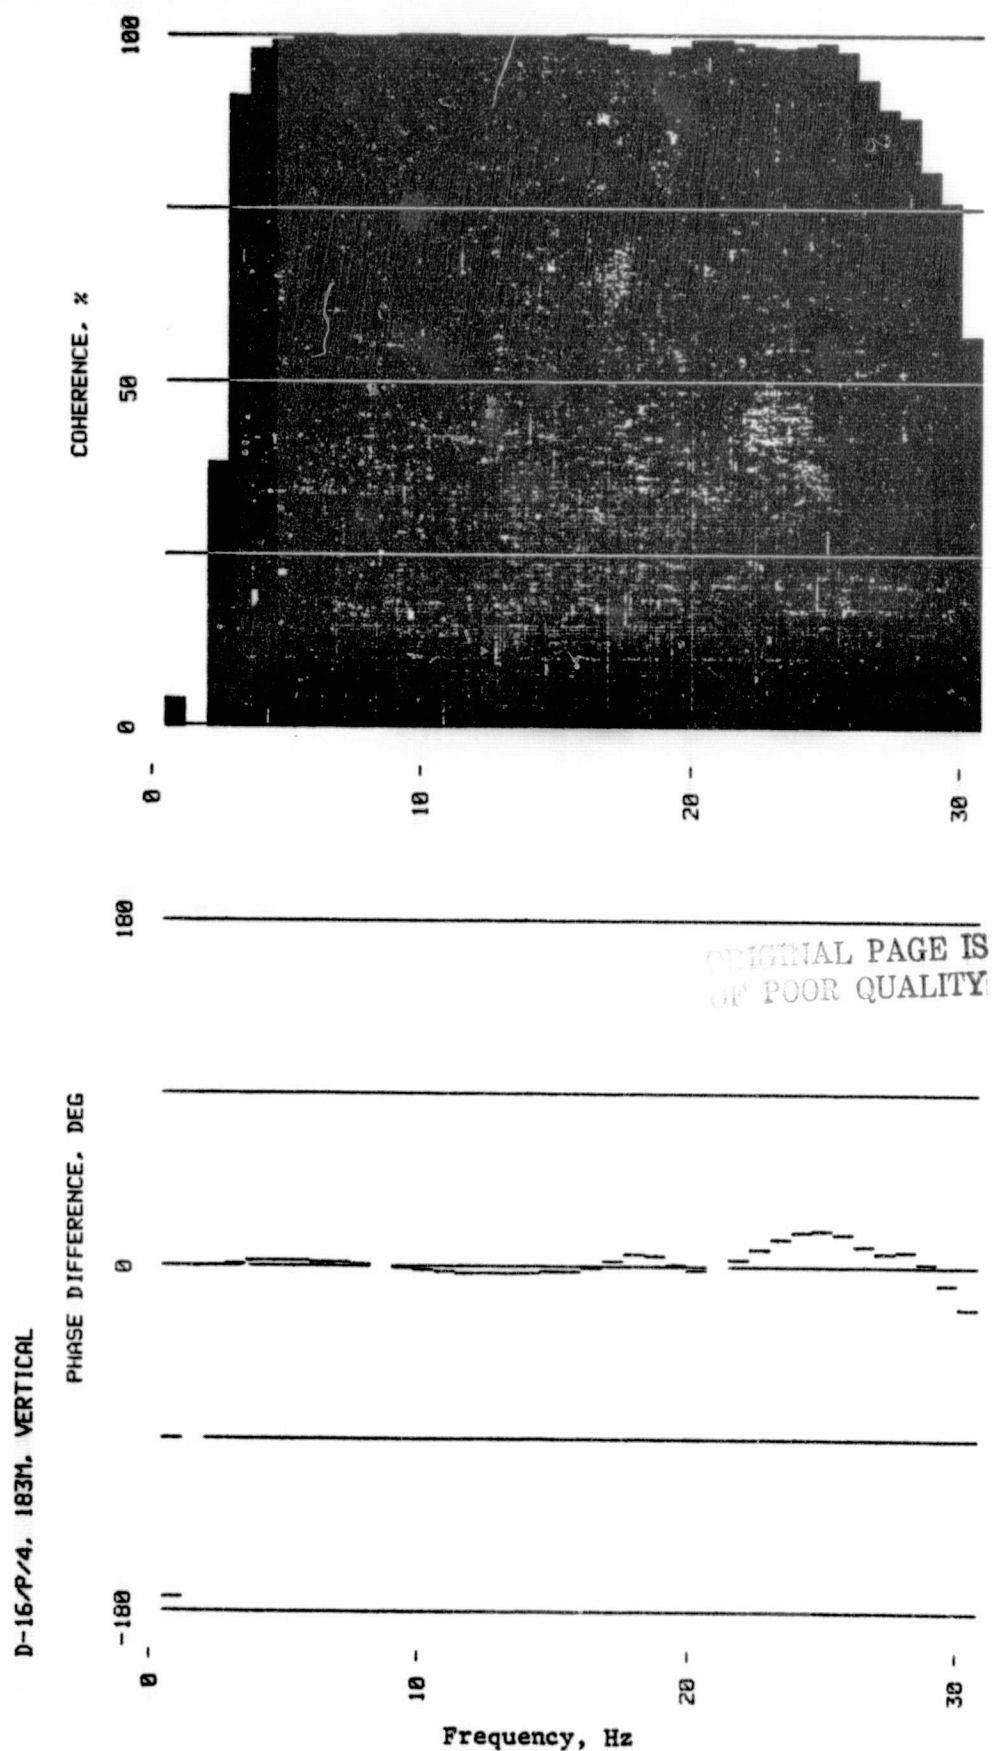 D-16/P/4, 183M, VERTICAL
PHASE DIFFERENCE, DEG
-180
0
180
0 -
10 -
20 -
30 -
COHERENCE, %
0
50
100
0 -
10 -
20 -
30 -
Frequency, Hz
ORIGINAL PAGE IS
OF POOR QUALITY